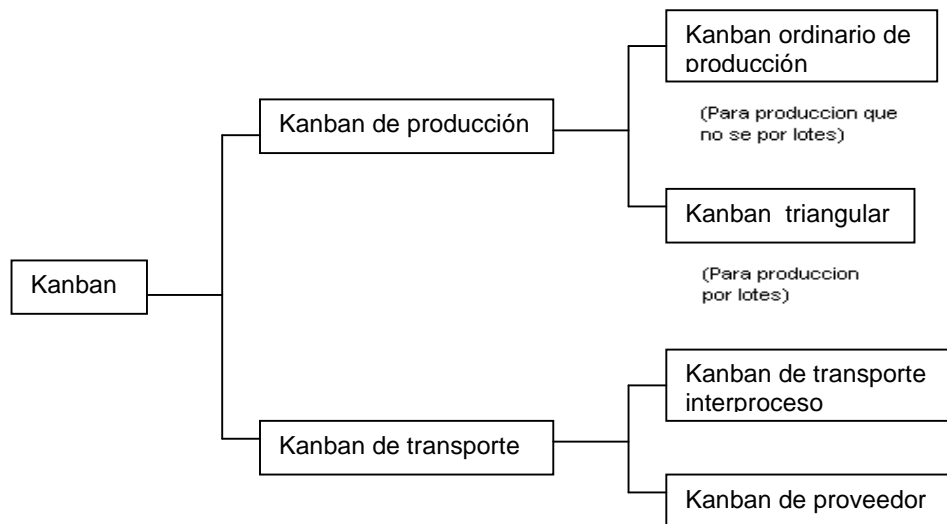 Kanban ordinario de
producción
(Para produccion que
no se por lotes)
Kanban de producción
Kanban triangular
(Para produccion
por lotes)
Kanban
Kanban de transporte
interproceso
Kanban de transporte
Kanban de proveedor